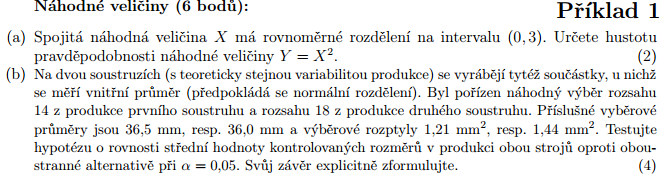 Náhodné veličiny (6 bodů):
Příklad 1
(a) Spojitá náhodná veličina X má rovnoměrné rozdělení na intervalu (0, 3). Určete hustotu
pravděpodobnosti náhodné veličiny Y = X². (2)
(b) Na dvou soustruzích (s teoreticky stejnou variabilitou produkce) se vyrábějí tytéž součástky, u nichž
se měří vnitřní průměr (předpokládá se normální rozdělení). Byl pořízen náhodný výběr rozsahu
14 z produkce prvního soustruhu a rozsahu 18 z produkce druhého soustruhu. Příslušné výběrové
průměry jsou 36,5 mm, resp. 36,0 mm a výběrové rozptyly 1,21 mm², resp. 1,44 mm². Testujte
hypotézu o rovnosti střední hodnoty kontrolovaných rozměrů v produkci obou strojů oproti obou-
stranné alternativě při α = 0,05. Svůj závěr explicitně zformulujte. (4)